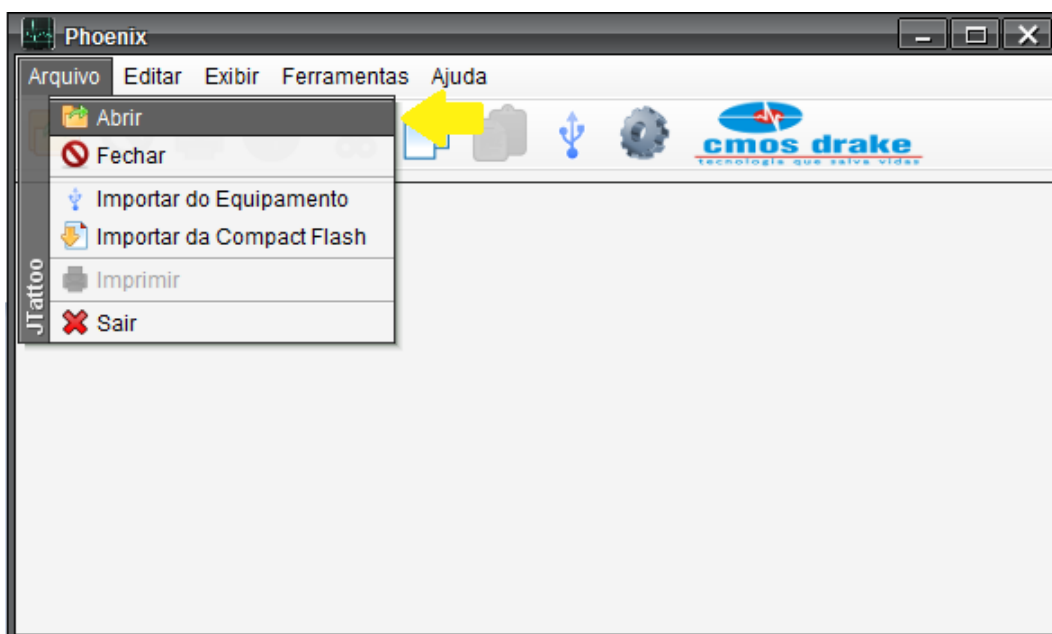 Phoenix
Arquivo Editar Exibir Ferramentas Ajuda
Abrir
Fechar
Importar do Equipamento
Importar da Compact Flash
Imprimir
Sair
JTattoo
cmos drake
tecnologia que salva vidas